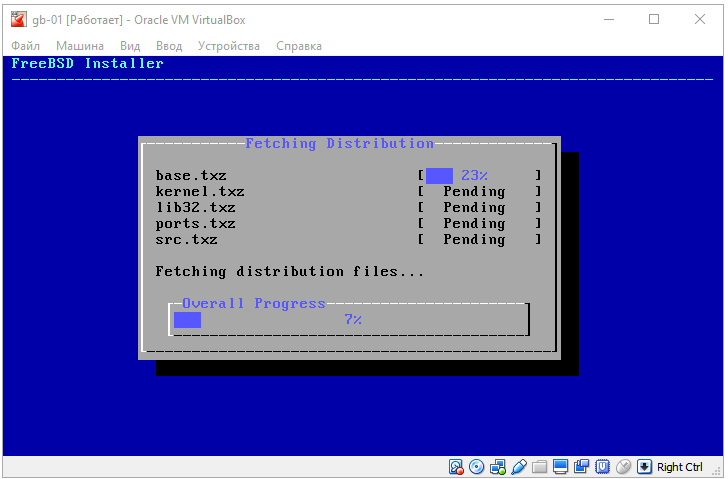 gb-01 [Работает] - Oracle VM VirtualBox
Файл Машина Вид Ввод Устройства Справка
FreeBSD Installer
Fetching Distribution
base.txz [ 23% ]
kernel.txz [ Pending ]
lib32.txz [ Pending ]
ports.txz [ Pending ]
src.txz [ Pending ]
Fetching distribution files...
Overall Progress
7%
Right Ctrl